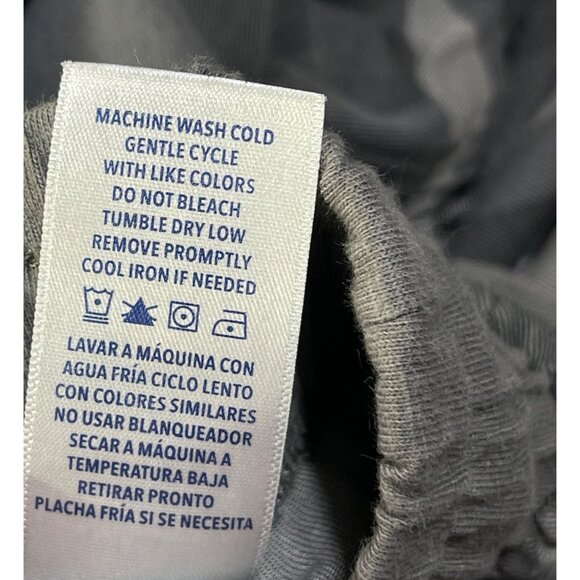 MACHINE WASH COLD
GENTLE CYCLE
WITH LIKE COLORS
DO NOT BLEACH
TUMBLE DRY LOW
REMOVE PROMPTLY
COOL IRON IF NEEDED
LAVAR A MÁQUINA CON
AGUA FRÍA CICLO LENTO
CON COLORES SIMILARES
NO USAR BLANQUEADOR
SECAR A MÁQUINA A
TEMPERATURA BAJA
RETIRAR PRONTO
PLACHA FRÍA SI SE NECESITA